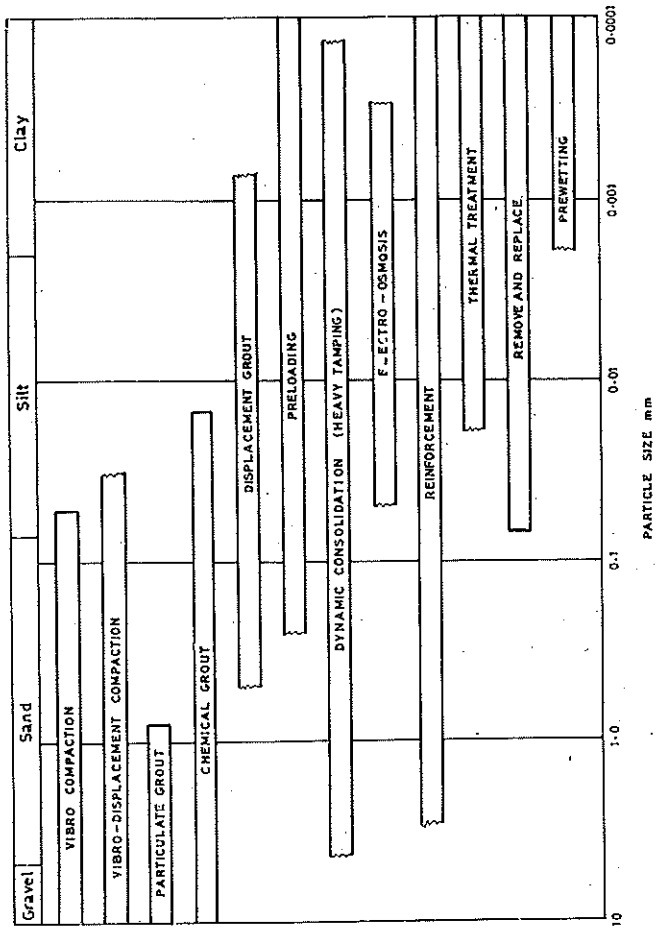 Gravel
Sand
Silt
Clay
VIBRO COMPACTION
VIBRO-DISPLACEMENT COMPACTION
PARTICULATE GROUT
CHEMICAL GROUT
DISPLACEMENT GROUT
PRELOADING
DYNAMIC CONSOLIDATION (HEAVY TAMPING)
ELECTRO-OSMOSIS
REINFORCEMENT
THERMAL TREATMENT
REMOVE AND REPLACE.
PREWETTING
10
1·0
0·1
0·01
0·001
0·0001
PARTICLE SIZE mm